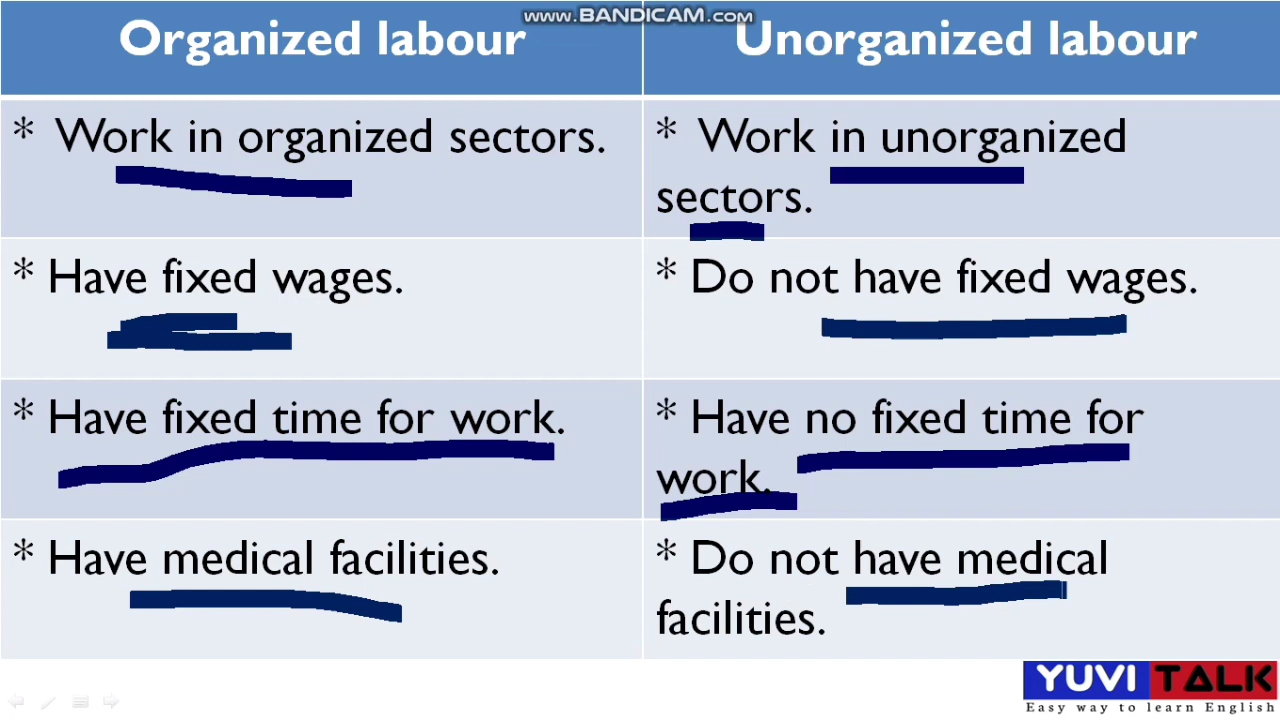 www.BANDICAM.com
Organized labour
Unorganized labour
* Work in organized sectors.
* Work in unorganized
sectors.
* Have fixed wages.
* Do not have fixed wages.
* Have fixed time for work.
* Have no fixed time for
work.
* Have medical facilities.
* Do not have medical
facilities.
YUVI TALK
Easy way to learn English